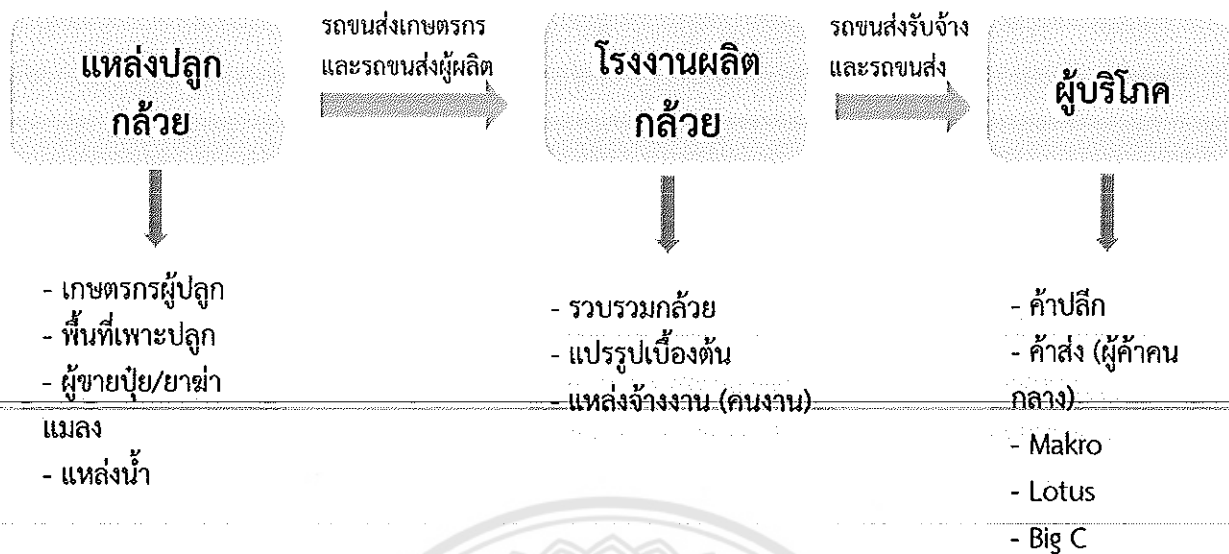 แหล่งปลูก
กล้วย
รถขนส่งเกษตรกร
และรถขนส่งผู้ผลิต
โรงงานผลิต
กล้วย
รถขนส่งรับจ้าง
และรถขนส่ง
ผู้บริโภค
- เกษตรกรผู้ปลูก
- พื้นที่เพาะปลูก
- ผู้ขายปุ๋ย/ยาฆ่า
แมลง
- แหล่งน้ำ
- รวบรวมกล้วย
- แปรรูปเบื้องต้น
- แหล่งจ้างงาน (คนงาน)
- ค้าปลีก
- ค้าส่ง (ผู้ค้าคน
กลาง)
- Makro
- Lotus
- Big C